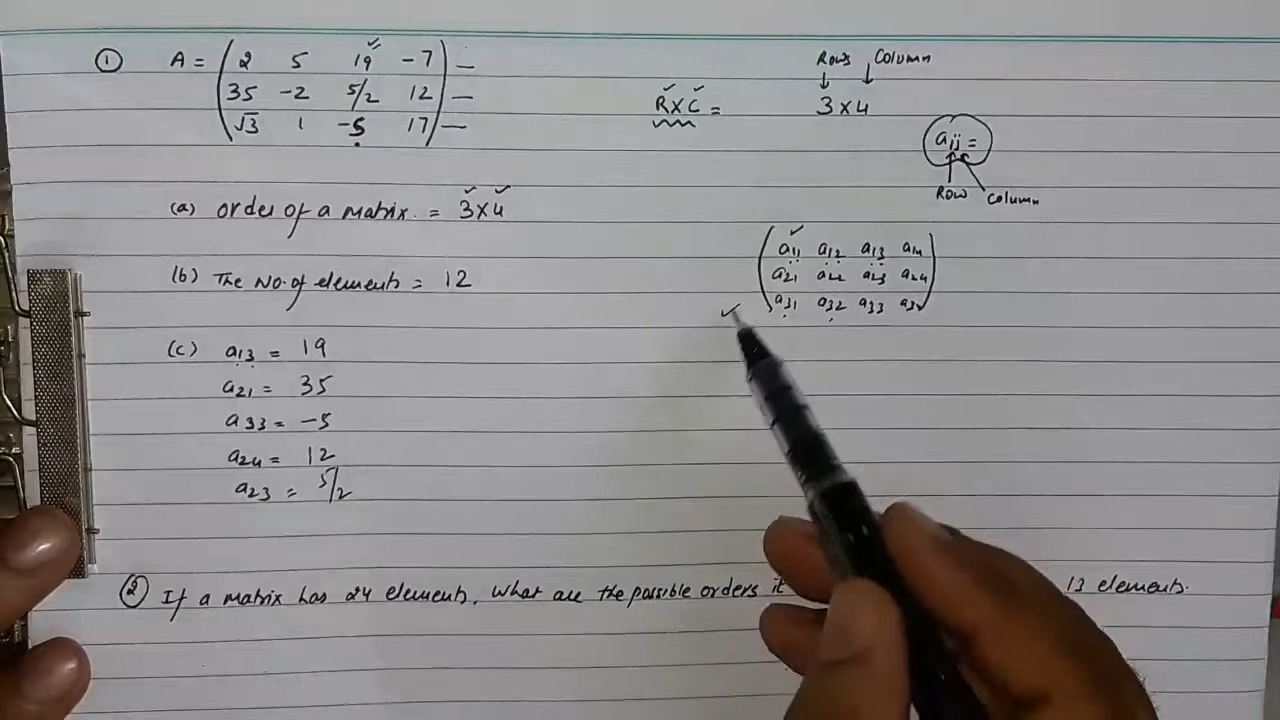 ① A = ( 2 5 19 -7
35 -2 5/2 12
√3 1 -5 17 )
Rows Column
R×C = 3×4
aij =
Row column
(a) order of a matrix. = 3×4
(b) The No. of elements = 12
( a11 a12 a13 a14
a21 a22 a23 a24
a31 a32 a33 )
(c) a13 = 19
a21 = 35
a33 = -5
a24 = 12
a23 = 5/2
② If a matrix has 24 elements, what are the possible orders it 13 elements.